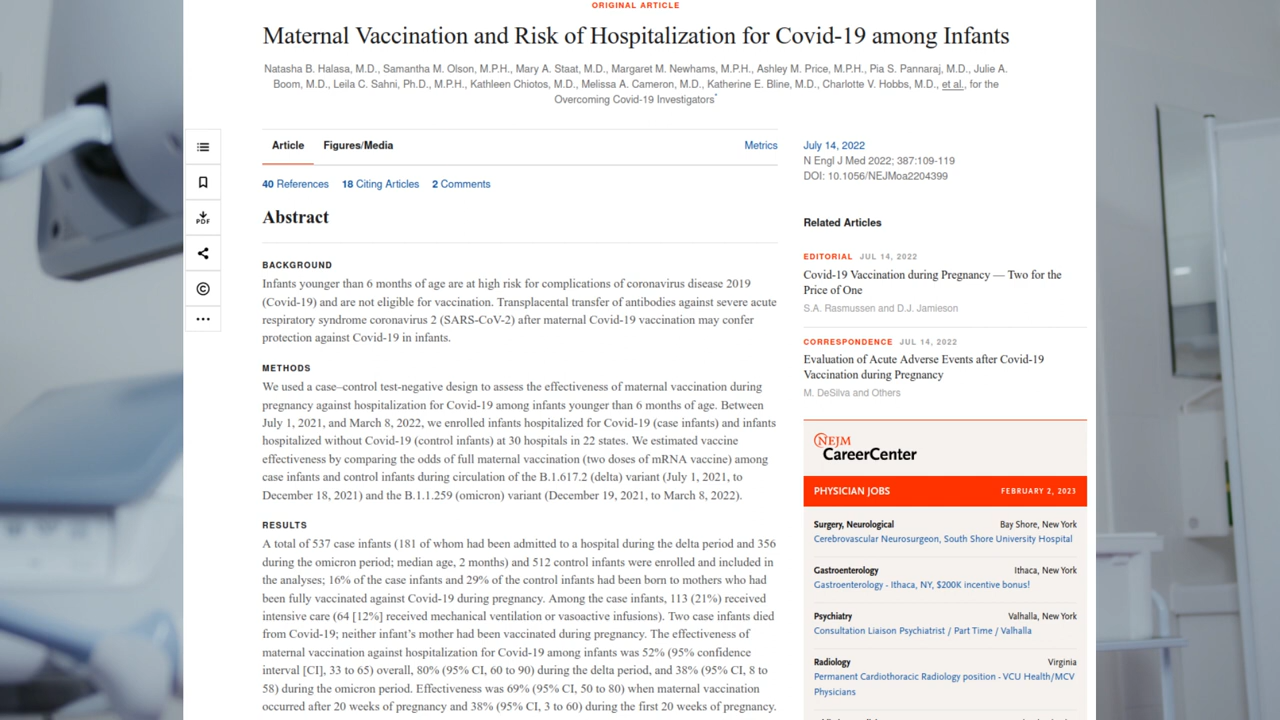 ORIGINAL ARTICLE
Maternal Vaccination and Risk of Hospitalization for Covid-19 among Infants
Natasha B. Halasa, M.D., Samantha M. Olson, M.P.H., Mary A. Staat, M.D., Margaret M. Newhams, M.P.H., Ashley M. Price, M.P.H., Pia S. Pannaraj, M.D., Julie A.
Boom, M.D., Leila C. Sahni, Ph.D., M.P.H., Kathleen Chiotos, M.D., Melissa A. Cameron, M.D., Katherine E. Bline, M.D., Charlotte V. Hobbs, M.D., et al., for the
Overcoming Covid-19 Investigators*
Article Figures/Media Metrics
40 References 18 Citing Articles 2 Comments
PDF
Abstract
BACKGROUND
Infants younger than 6 months of age are at high risk for complications of coronavirus disease 2019
(Covid-19) and are not eligible for vaccination. Transplacental transfer of antibodies against severe acute
respiratory syndrome coronavirus 2 (SARS-CoV-2) after maternal Covid-19 vaccination may confer
protection against Covid-19 in infants.
METHODS
We used a case–control test-negative design to assess the effectiveness of maternal vaccination during
pregnancy against hospitalization for Covid-19 among infants younger than 6 months of age. Between
July 1, 2021, and March 8, 2022, we enrolled infants hospitalized for Covid-19 (case infants) and infants
hospitalized without Covid-19 (control infants) at 30 hospitals in 22 states. We estimated vaccine
effectiveness by comparing the odds of full maternal vaccination (two doses of mRNA vaccine) among
case infants and control infants during circulation of the B.1.617.2 (delta) variant (July 1, 2021, to
December 18, 2021) and the B.1.1.259 (omicron) variant (December 19, 2021, to March 8, 2022).
RESULTS
A total of 537 case infants (181 of whom had been admitted to a hospital during the delta period and 356
during the omicron period; median age, 2 months) and 512 control infants were enrolled and included in
the analyses; 16% of the case infants and 29% of the control infants had been born to mothers who had
been fully vaccinated against Covid-19 during pregnancy. Among the case infants, 113 (21%) received
intensive care (64 [12%] received mechanical ventilation or vasoactive infusions). Two case infants died
from Covid-19; neither infant’s mother had been vaccinated during pregnancy. The effectiveness of
maternal vaccination against hospitalization for Covid-19 among infants was 52% (95% confidence
interval [CI], 33 to 65) overall, 80% (95% CI, 60 to 90) during the delta period, and 38% (95% CI, 8 to
58) during the omicron period. Effectiveness was 69% (95% CI, 50 to 80) when maternal vaccination
occurred after 20 weeks of pregnancy and 38% (95% CI, 3 to 60) during the first 20 weeks of pregnancy.
July 14, 2022
N Engl J Med 2022; 387:109-119
DOI: 10.1056/NEJMoa2204399
Related Articles
EDITORIAL JUL 14, 2022
Covid-19 Vaccination during Pregnancy — Two for the
Price of One
S.A. Rasmussen and D.J. Jamieson
CORRESPONDENCE JUL 14, 2022
Evaluation of Acute Adverse Events after Covid-19
Vaccination during Pregnancy
M. DeSilva and Others
NEJM
CareerCenter
PHYSICIAN JOBS FEBRUARY 2, 2023
Surgery, Neurological Bay Shore, New York
Cerebrovascular Neurosurgeon, South Shore University Hospital
Gastroenterology Ithaca, New York
Gastroenterology - Ithaca, NY, $200K incentive bonus!
Psychiatry Valhalla, New York
Consultation Liaison Psychiatrist / Part Time / Valhalla
Radiology Virginia
Permanent Cardiothoracic Radiology position - VCU Health/MCV
Physicians